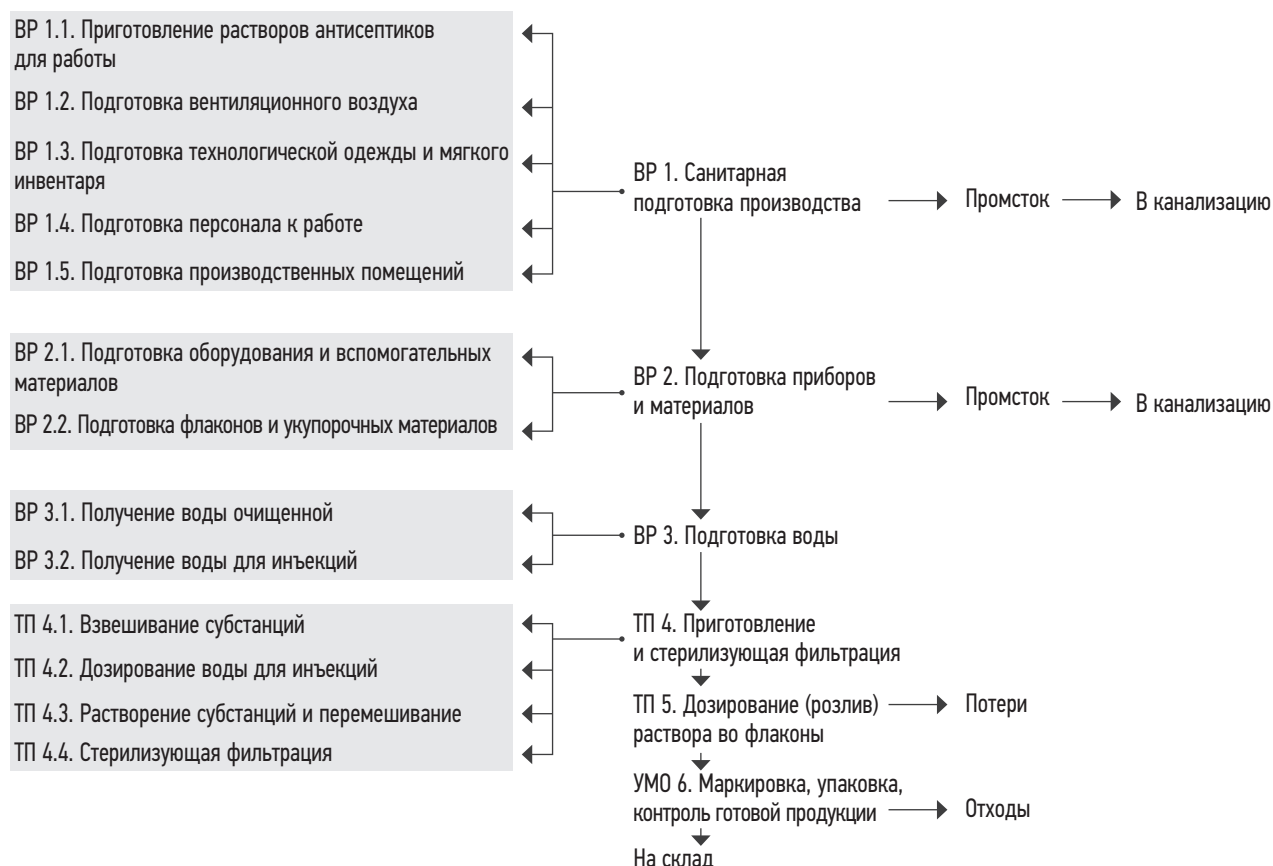 ВР 1.1. Приготовление растворов антисептиков
для работы
ВР 1.2. Подготовка вентиляционного воздуха
ВР 1.3. Подготовка технологической одежды и мягкого
инвентаря
ВР 1.4. Подготовка персонала к работе
ВР 1.5. Подготовка производственных помещений
ВР 1. Санитарная
подготовка производства
Промсток
В канализацию
ВР 2.1. Подготовка оборудования и вспомогательных
материалов
ВР 2.2. Подготовка флаконов и укупорочных материалов
ВР 2. Подготовка приборов
и материалов
Промсток
В канализацию
ВР 3.1. Получение воды очищенной
ВР 3.2. Получение воды для инъекций
ВР 3. Подготовка воды
ТП 4.1. Взвешивание субстанций
ТП 4.2. Дозирование воды для инъекций
ТП 4.3. Растворение субстанций и перемешивание
ТП 4.4. Стерилизующая фильтрация
ТП 4. Приготовление
и стерилизующая фильтрация
ТП 5. Дозирование (розлив)
раствора во флаконы
Потери
УМО 6. Маркировка, упаковка,
контроль готовой продукции
Отходы
На склад